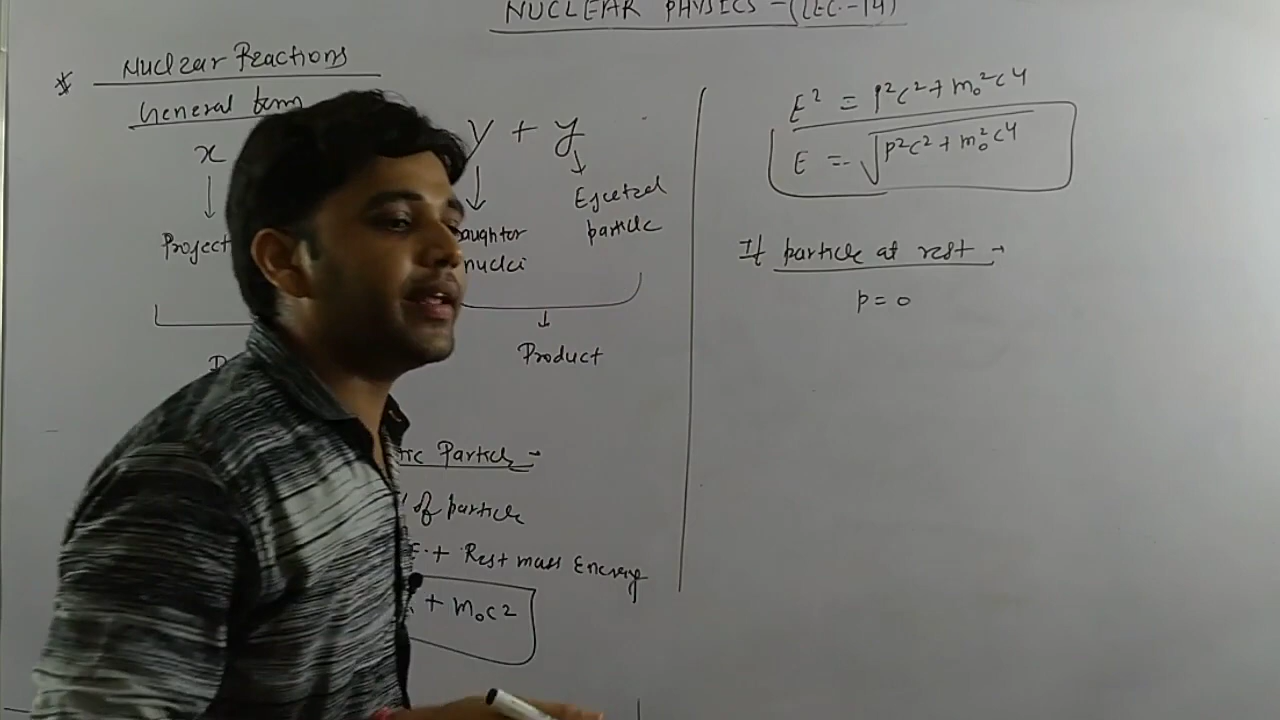 NUCLEAR PHYSICS - (LEC.-14)
* Nuclear Reactions
General term
x
y + y
↓ ↓ ↓
Project
aughter
nuclei
Ejected
particle
↓
Product
tic Particle -
of particle
E. + Rest mass Energy
+ m₀c2
E² = p²c² + m₀²c⁴
E = √p²c² + m₀²c⁴
If particle at rest →
p = 0